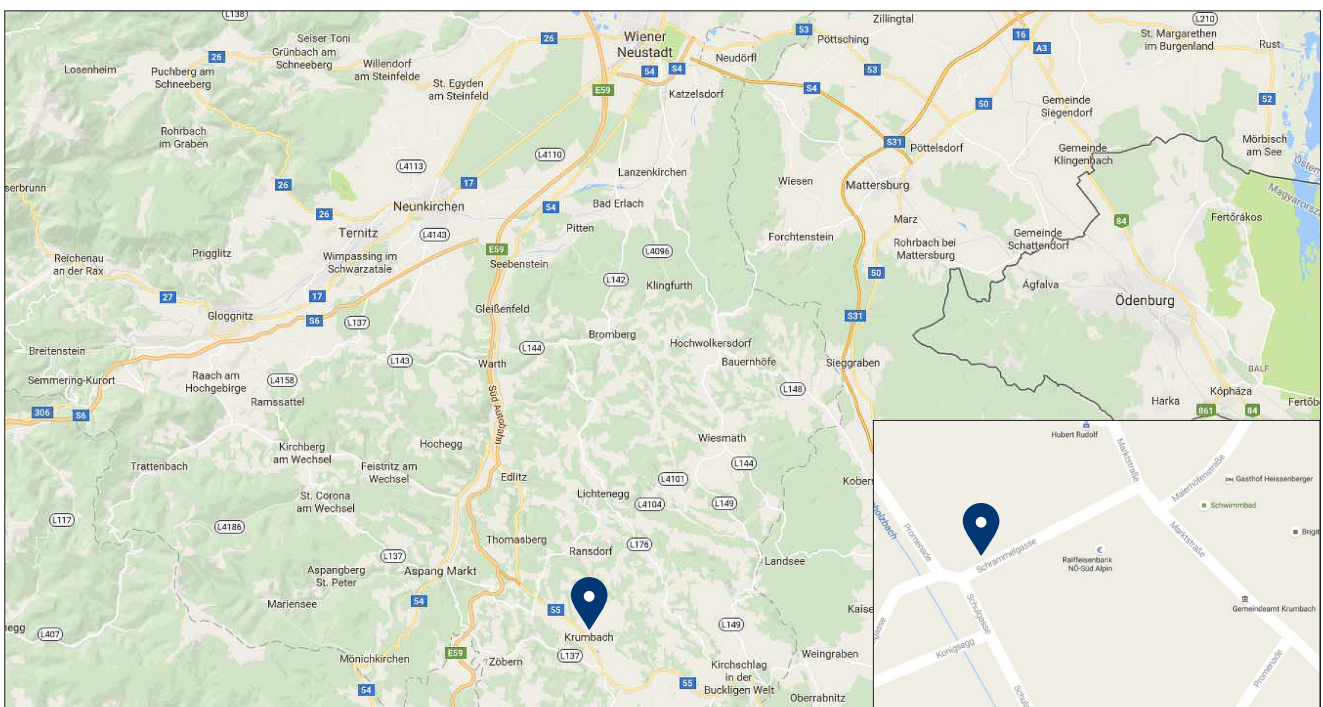 L138
Seiser Toni
Grünbach am
Schneeberg
26
Wiener
Neustadt
53
Zillingtal
Pöttsching
16
A3
L210
St. Margarethen
im Burgenland
Rust
Losenheim
26
Puchberg am
Schneeberg
Willendorf
am Steinfelde
St. Egyden
am Steinfeld
54
S4
Neudörfl
53
E59
Katzelsdorf
S4
50
Gemeinde
Siegendorf
52
Rohrbach
im Graben
L4113
L4110
S31
Pöttelsdorf
Gemeinde
Klingenbach
Mörbisch
am See
Lanzenkirchen
17
26
Wiesen
Mattersburg
Magyarorszá
Neunkirchen
54
Bad Erlach
26
Ternitz
L4143
Pitten
Marz
84
Fertőrákos
Forchtenstein
Rohrbach bei
Mattersburg
Gemeinde
Schattendorf
Prigglitz
Wimpassing im
Schwarzatale
E59
Seebenstein
L4096
Reichenau
an der Rax
L142
Klingfurth
50
Ágfalva
27
17
Ödenburg
Gloggnitz
S6
L137
Gleißenfeld
S31
Bromberg
Hochwolkersdorf
Breitenstein
L143
L144
Warth
Bauernhöfe
Sieggraben
BALF
Semmering-Kurort
Raach am
Hochgebirge
L4158
Ramssattel
L148
Kópháza
Harka
861
84
306
S6
Süd Autobahn
Hochegg
Wiesmath
Kirchberg
am Wechsel
Trattenbach
Feistritz am
Wechsel
Edlitz
L144
L4101
St. Corona
am Wechsel
Lichtenegg
L4104
L149
L117
L4186
Thomasberg
L137
Ransdorf
L176
Landsee
Aspangberg
St. Peter
Aspang Markt
Mariensee
54
55
Krumbach
L137
L149
L407
Mönichkirchen
E59
Zöbern
Weingraben
54
55
Kirchschlag
in der
Buckligen Welt
Oberrabnitz
Hubert Rudolf
Marktstraße
Maierhöfenstraße
Gasthof Heissenberger
Schwimmbad
Promenade
Schrammelgasse
Marktstraße
Raiffeisenbank
NÖ-Süd Alpin
Gemeindeamt Krumbach
Schulgasse
Königsegg
Promenade